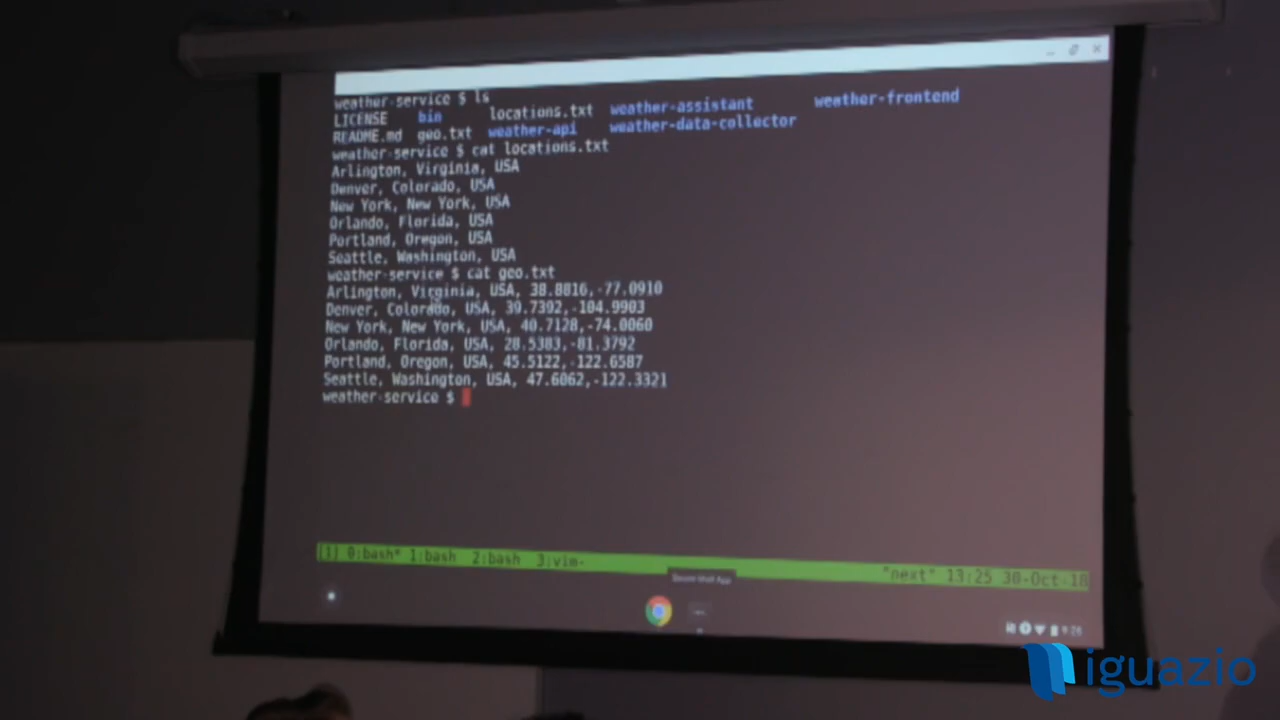 weather-service $ ls
LICENSE bin locations.txt weather-assistant weather-frontend
README.md geo.txt weather-api weather-data-collector
weather-service $ cat locations.txt
Arlington, Virginia, USA
Denver, Colorado, USA
New York, New York, USA
Orlando, Florida, USA
Portland, Oregon, USA
Seattle, Washington, USA
weather-service $ cat geo.txt
Arlington, Virginia, USA, 38.8816,-77.0910
Denver, Colorado, USA, 39.7392,-104.9903
New York, New York, USA, 40.7128,-74.0060
Orlando, Florida, USA, 28.5383,-81.3792
Portland, Oregon, USA, 45.5122,-122.6587
Seattle, Washington, USA, 47.6062,-122.3321
weather-service $
[1] 0:bash* 1:bash 2:bash 3:vim- "next" 13:25 30-Oct-18
Secure Shell App
iguazio